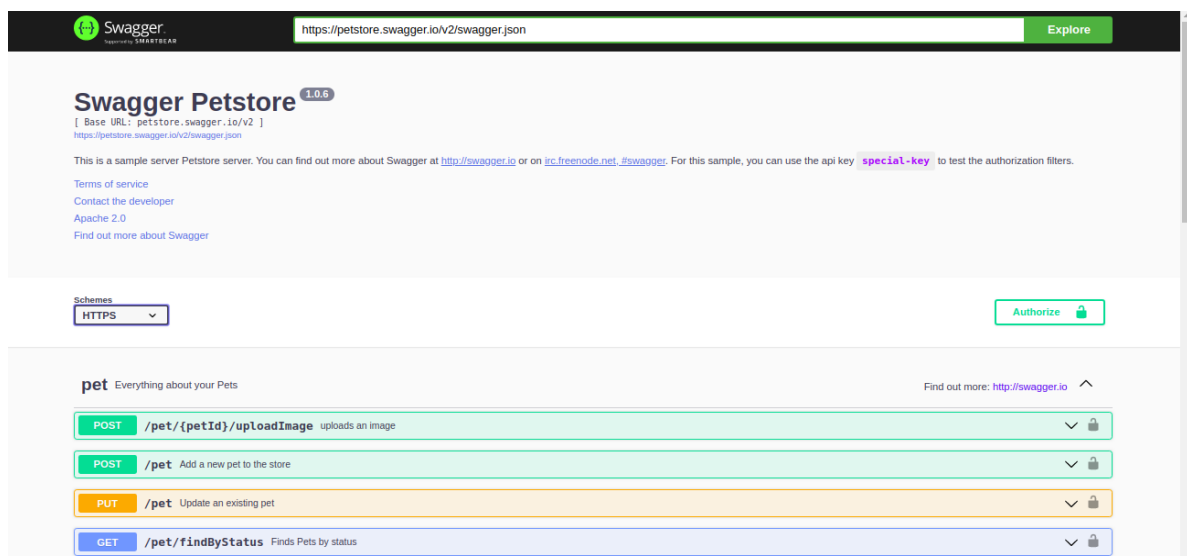 {...} Swagger.
Supported by SMARTBEAR
https://petstore.swagger.io/v2/swagger.json
Explore
Swagger Petstore 1.0.6
[ Base URL: petstore.swagger.io/v2 ]
https://petstore.swagger.io/v2/swagger.json
This is a sample server Petstore server. You can find out more about Swagger at http://swagger.io or on irc.freenode.net, #swagger. For this sample, you can use the api key special-key to test the authorization filters.
Terms of service
Contact the developer
Apache 2.0
Find out more about Swagger
Schemes
HTTPS
Authorize
pet Everything about your Pets
Find out more: http://swagger.io
POST /pet/{petId}/uploadImage uploads an image
POST /pet Add a new pet to the store
PUT /pet Update an existing pet
GET /pet/findByStatus Finds Pets by status